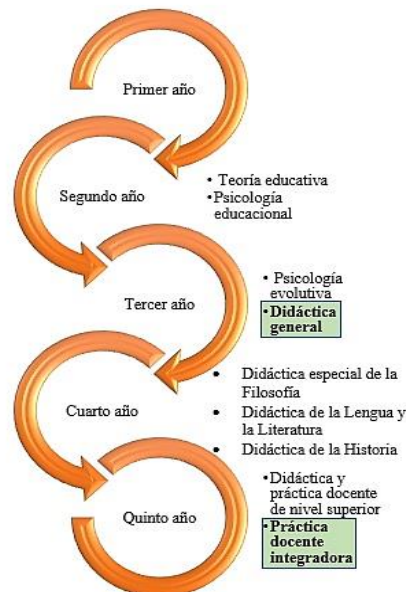 Primer año
Segundo año
• Teoría educativa
• Psicología
educacional
Tercer año
• Psicología
evolutiva
• Didáctica
general
Cuarto año
• Didáctica especial de la
Filosofía
• Didáctica de la Lengua y
la Literatura
• Didáctica de la Historia
Quinto año
• Didáctica y
práctica docente
de nivel superior
• Práctica
docente
integradora